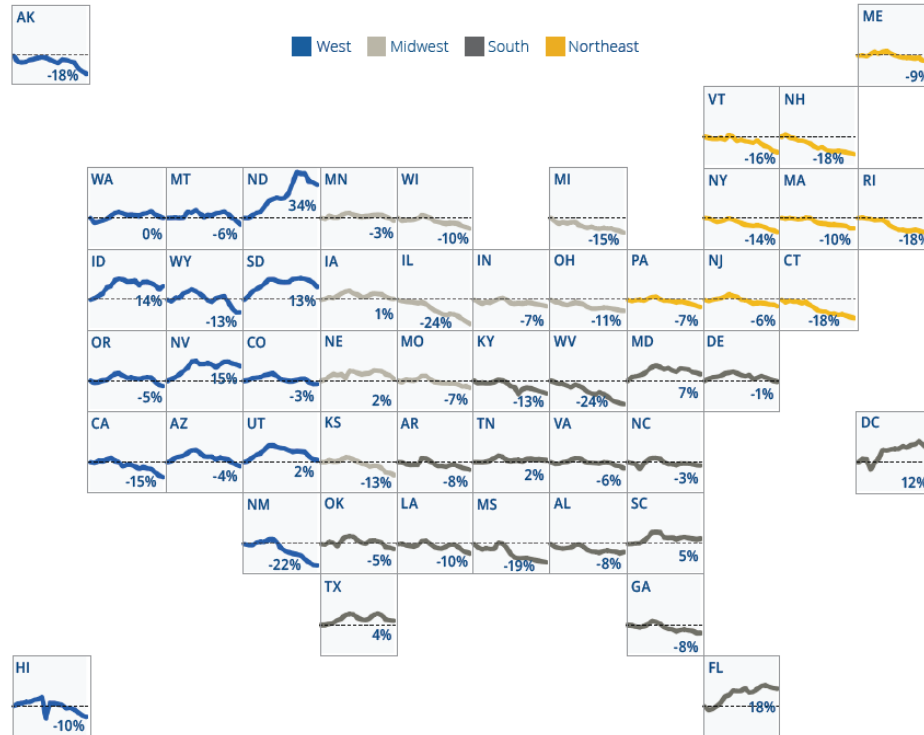 AK
ME
West Midwest South Northeast
-18%
-9%
VT NH
-16% -18%
WA MT ND MN WI MI NY MA RI
0% -6% 34% -3% -10% -15% -14% -10% -18%
ID WY SD IA IL IN OH PA NJ CT
14% -13% 13% 1% -24% -7% -11% -7% -6% -18%
OR NV CO NE MO KY WV MD DE
-5% 15% -3% 2% -7% -13% -24% 7% -1%
CA AZ UT KS AR TN VA NC DC
-15% -4% 2% -13% -8% 2% -6% -3% 12%
NM OK LA MS AL SC
-22% -5% -10% -19% -8% 5%
TX GA
4% -8%
HI FL
-10% 18%